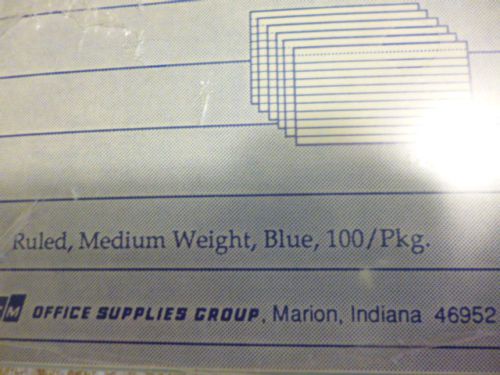 Ruled, Medium Weight, Blue, 100/Pkg.
M OFFICE SUPPLIES GROUP, Marion, Indiana 46952